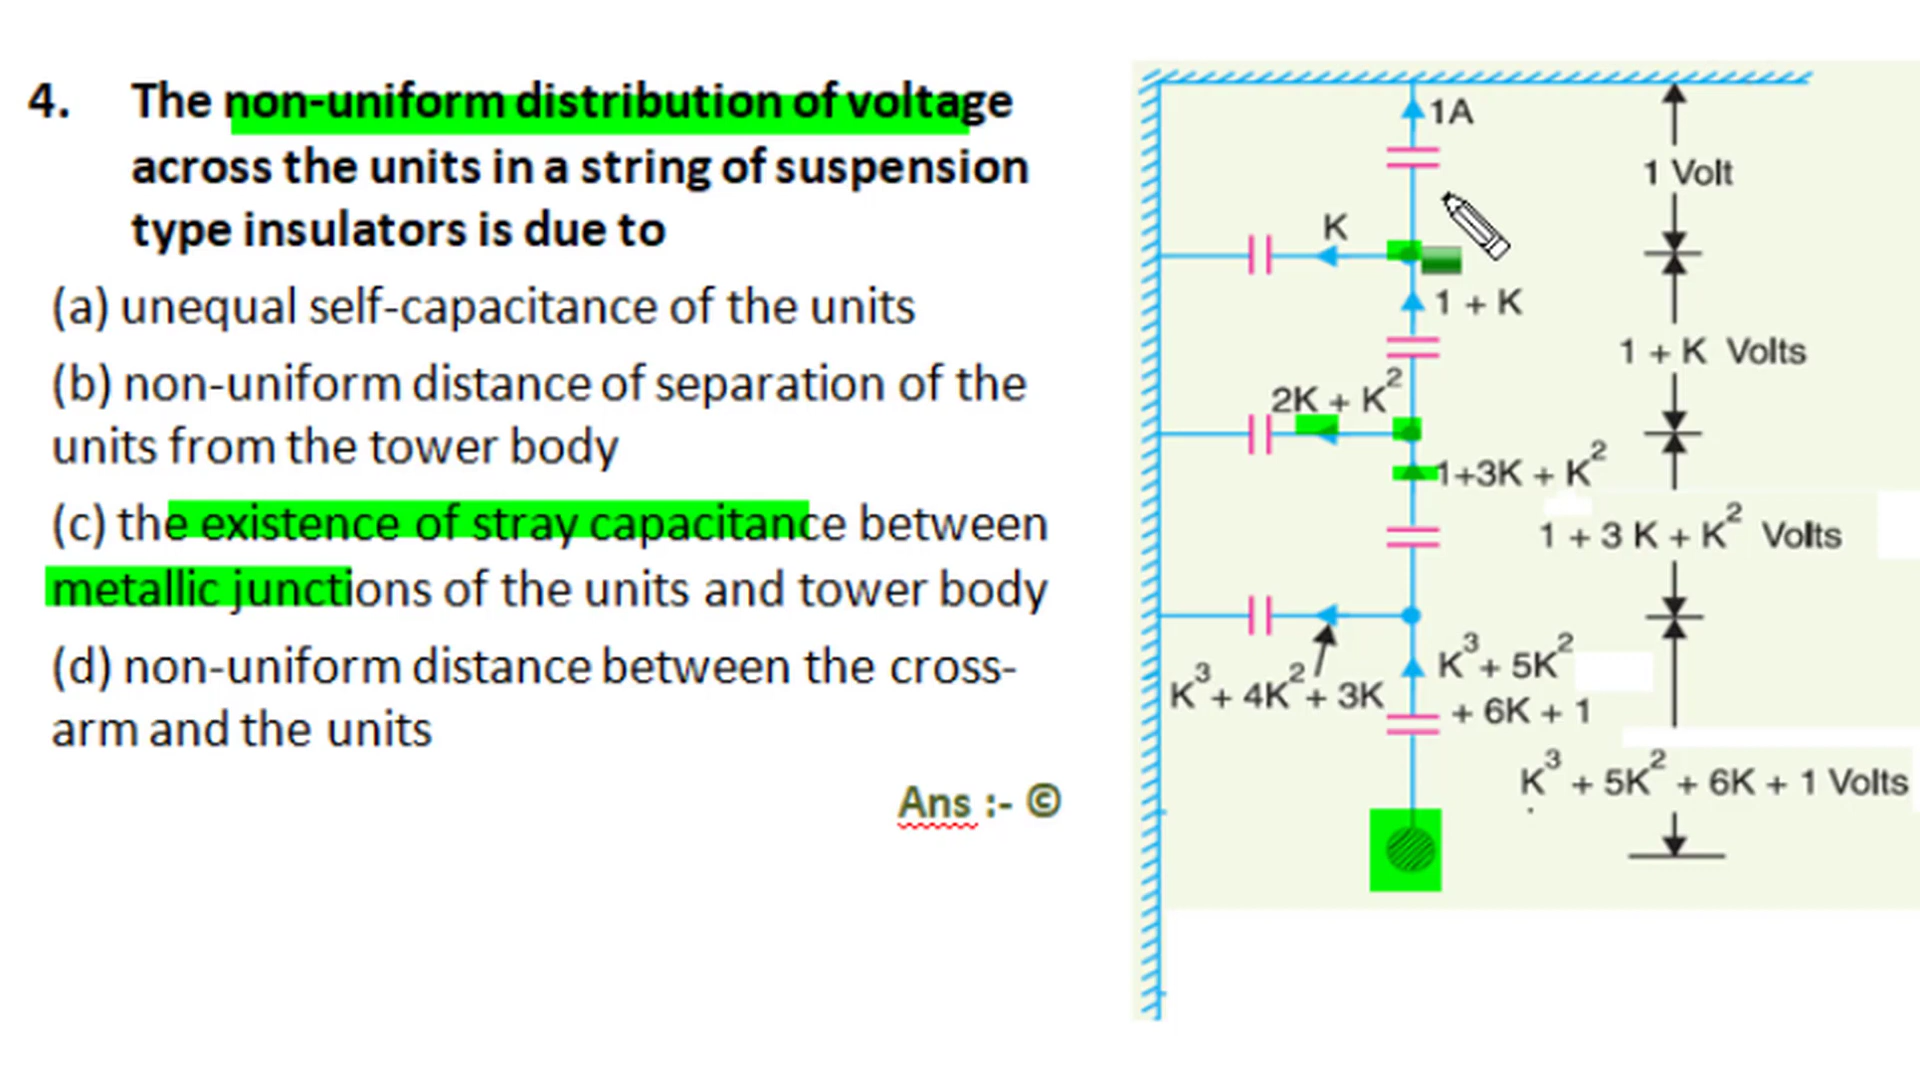 4. The non-uniform distribution of voltage
across the units in a string of suspension
type insulators is due to
(a) unequal self-capacitance of the units
(b) non-uniform distance of separation of the
units from the tower body
(c) the existence of stray capacitance between
metallic junctions of the units and tower body
(d) non-uniform distance between the cross-
arm and the units
Ans :- ©
1A
1 Volt
K
1 + K
1 + K Volts
2K + K²
1+3K + K²
1 + 3 K + K² Volts
K³ + 4K² + 3K
K³ + 5K²
+ 6K + 1
K³ + 5K² + 6K + 1 Volts